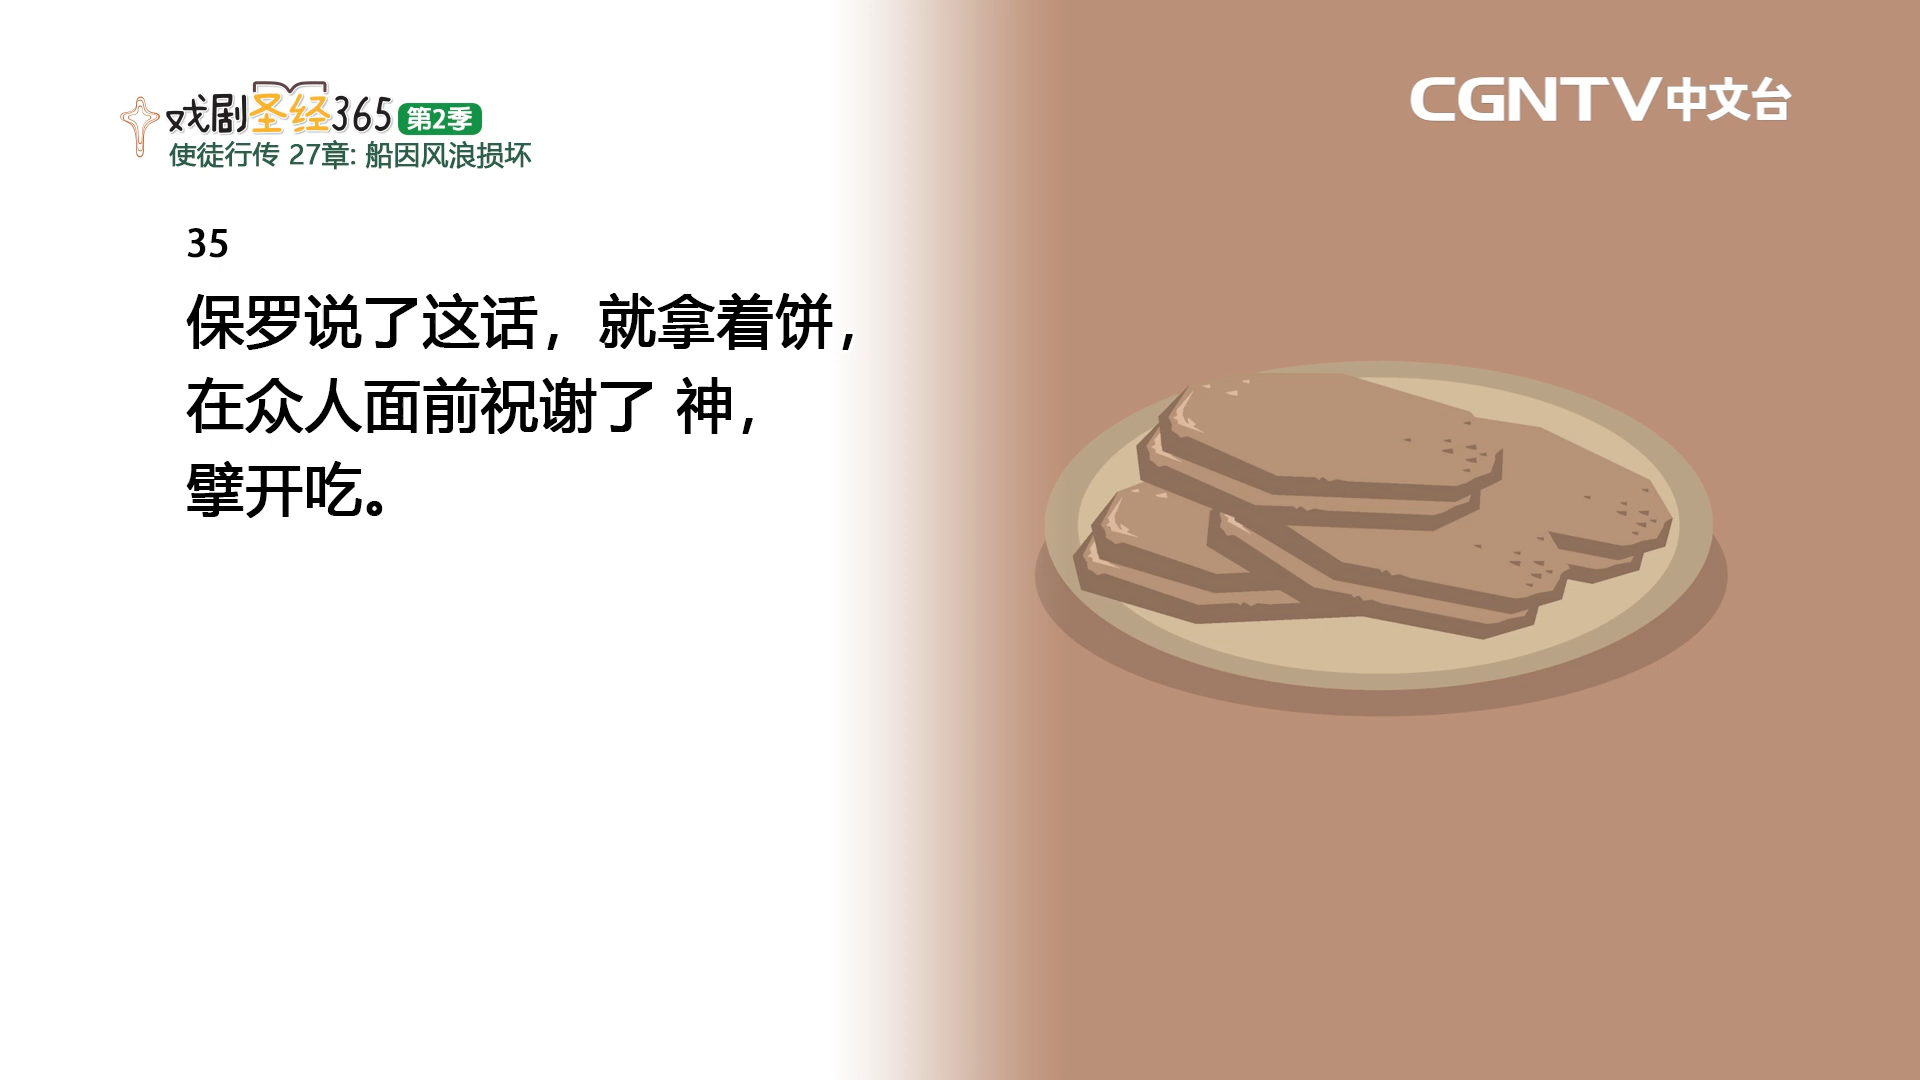 戏剧圣经365 第2季
使徒行传 27章: 船因风浪损坏
CGNTV中文台
35
保罗说了这话，就拿着饼，
在众人面前祝谢了 神，
擘开吃。